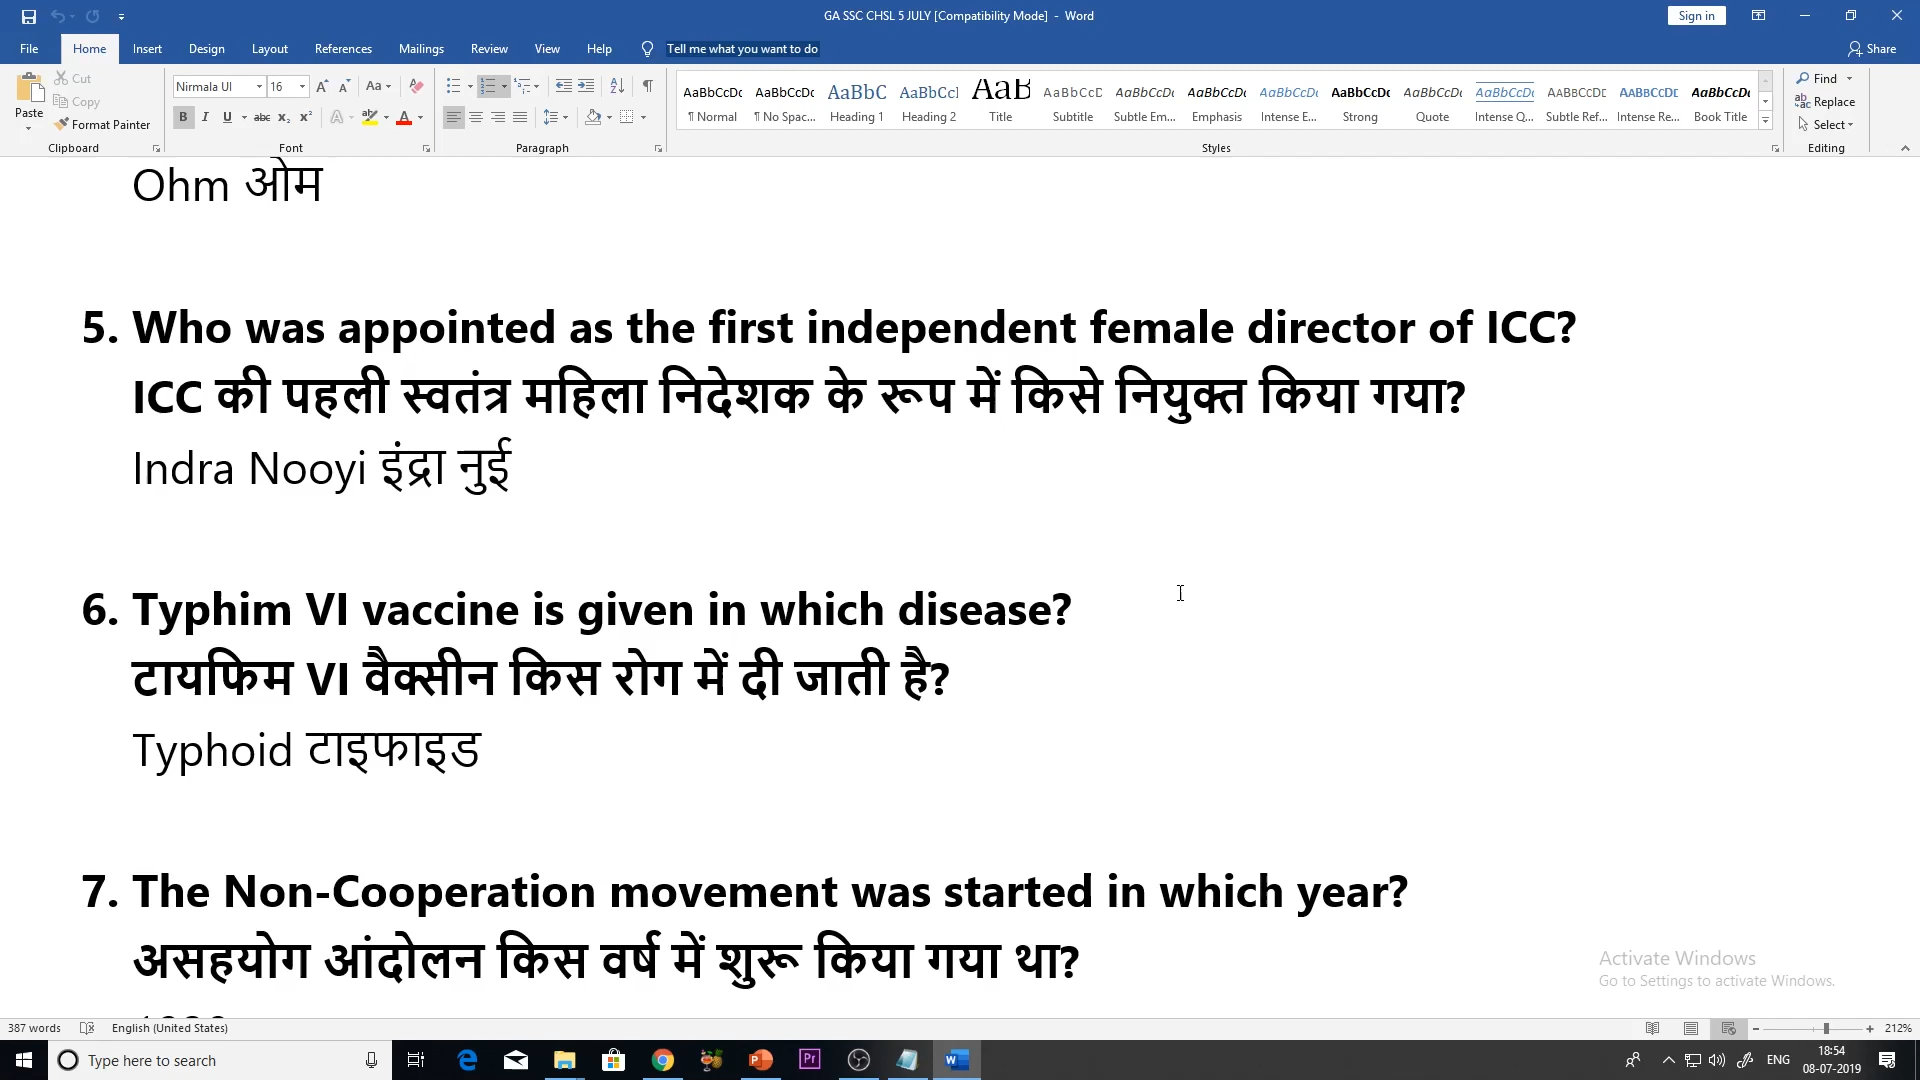 GA SSC CHSL 5 JULY [Compatibility Mode] - Word
Sign in
File Home Insert Design Layout References Mailings Review View Help Tell me what you want to do Share
Paste Cut Copy Format Painter
Nirmala UI 16
AaBbCcDc AaBbCcDc AaBbC AaBbCcI AaB AaBbCcD AaBbCcDc AaBbCcDc AaBbCcDc AaBbCcDc AaBbCcDc AaBbCcDc AABBCCDE AABBCCDE AaBbCcDc
¶ Normal ¶ No Spac... Heading 1 Heading 2 Title Subtitle Subtle Em... Emphasis Intense E... Strong Quote Intense Q... Subtle Ref... Intense Re... Book Title
Find Replace Select
Clipboard Font Paragraph Styles Editing
Ohm ओम
5. Who was appointed as the first independent female director of ICC?
ICC की पहली स्वतंत्र महिला निदेशक के रूप में किसे नियुक्त किया गया?
Indra Nooyi इंद्रा नुई
6. Typhim VI vaccine is given in which disease?
टायफिम VI वैक्सीन किस रोग में दी जाती है?
Typhoid टाइफाइड
7. The Non-Cooperation movement was started in which year?
असहयोग आंदोलन किस वर्ष में शुरू किया गया था?
Activate Windows
Go to Settings to activate Windows.
387 words English (United States) 212%
Type here to search
ENG
18:54
08-07-2019